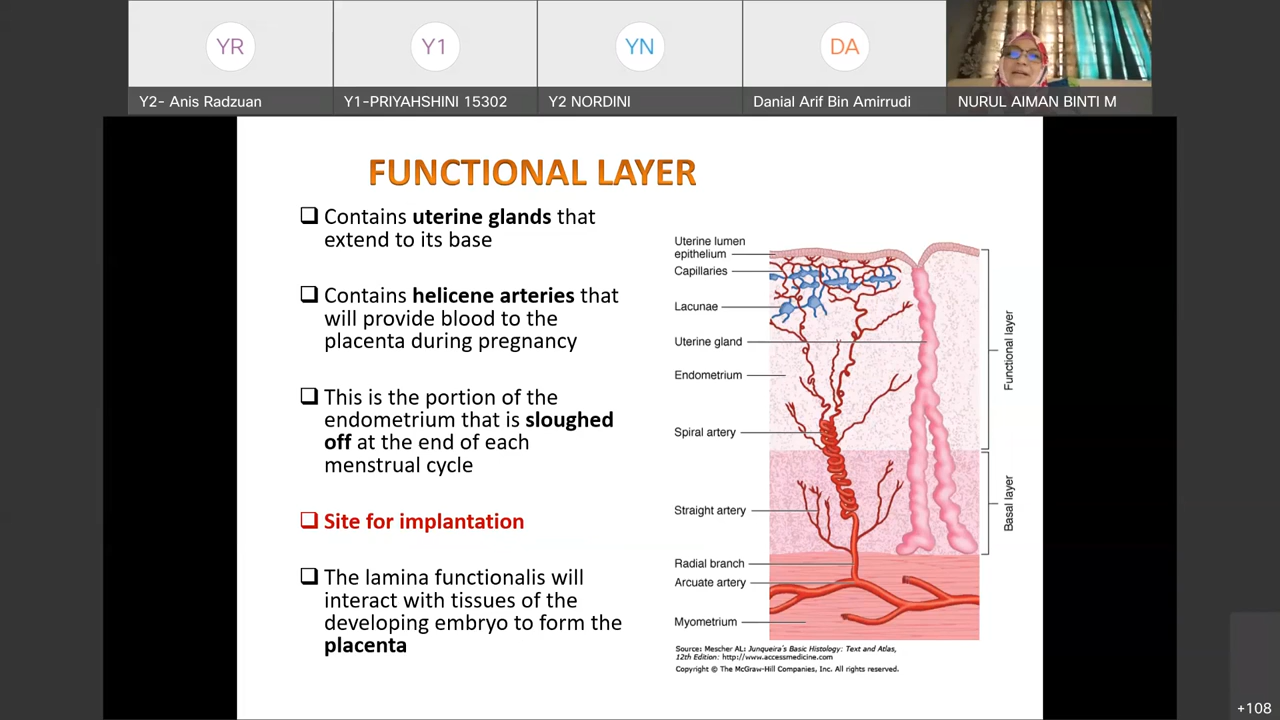 YR
Y1
YN
DA
Y2- Anis Radzuan
Y1-PRIYAHSHINI 15302
Y2 NORDINI
Danial Arif Bin Amirrudi
NURUL AIMAN BINTI M
FUNCTIONAL LAYER
Contains uterine glands that
extend to its base
Contains helicene arteries that
will provide blood to the
placenta during pregnancy
This is the portion of the
endometrium that is sloughed
off at the end of each
menstrual cycle
Site for implantation
The lamina functionalis will
interact with tissues of the
developing embryo to form the
placenta
Uterine lumen
epithelium
Capillaries
Lacunae
Uterine gland
Endometrium
Spiral artery
Straight artery
Radial branch
Arcuate artery
Myometrium
Functional layer
Basal layer
Source: Mescher AL: Junqueira's Basic Histology: Text and Atlas,
12th Edition: http://www.accessmedicine.com
Copyright © The McGraw-Hill Companies, Inc. All rights reserved.
+108